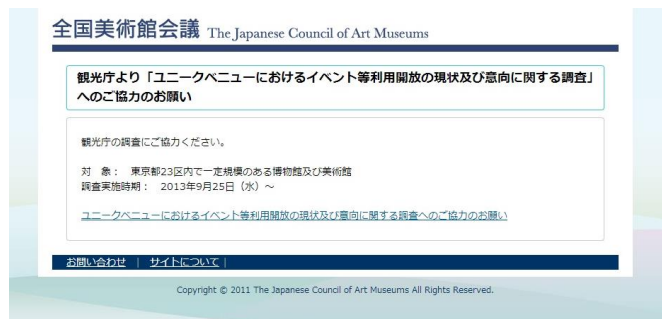 全国美術館会議 The Japanese Council of Art Museums
観光庁より「ユニークベニューにおけるイベント等利用開放の現状及び意向に関する調査」
へのご協力のお願い
観光庁の調査にご協力ください。
対　象：　東京都23区内で一定規模のある博物館及び美術館
調査実施時期：　2013年9月25日（水）～
ユニークベニューにおけるイベント等利用開放の現状及び意向に関する調査へのご協力のお願い
お問い合わせ ｜ サイトについて ｜
Copyright © 2011 The Japanese Council of Art Museums All Rights Reserved.